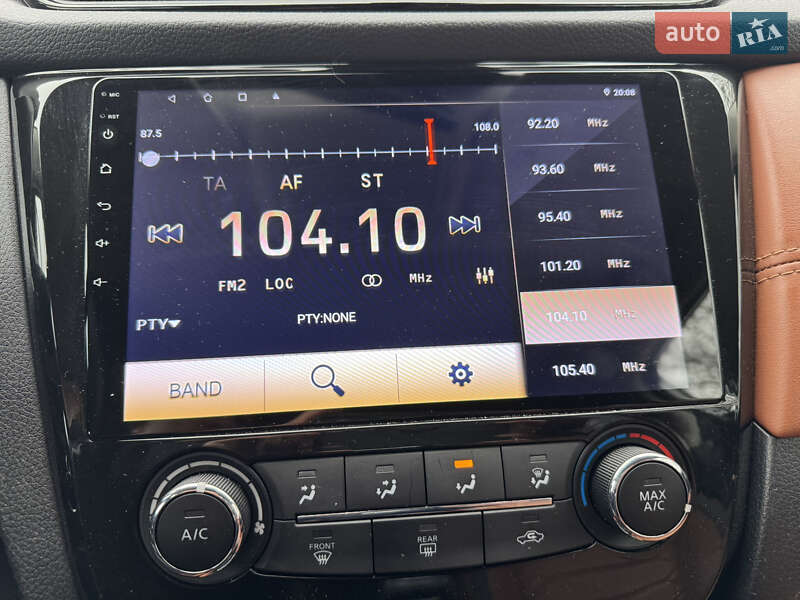 auto RIA .com
MIC
RST
20:08
87.5 108.0
TA AF ST
104.10
FM2 LOC MHz
PTY
PTY:NONE
BAND
92.20 MHz
93.60 MHz
95.40 MHz
101.20 MHz
104.10 MHz
105.40 MHz
A/C
FRONT
REAR
MAX
A/C